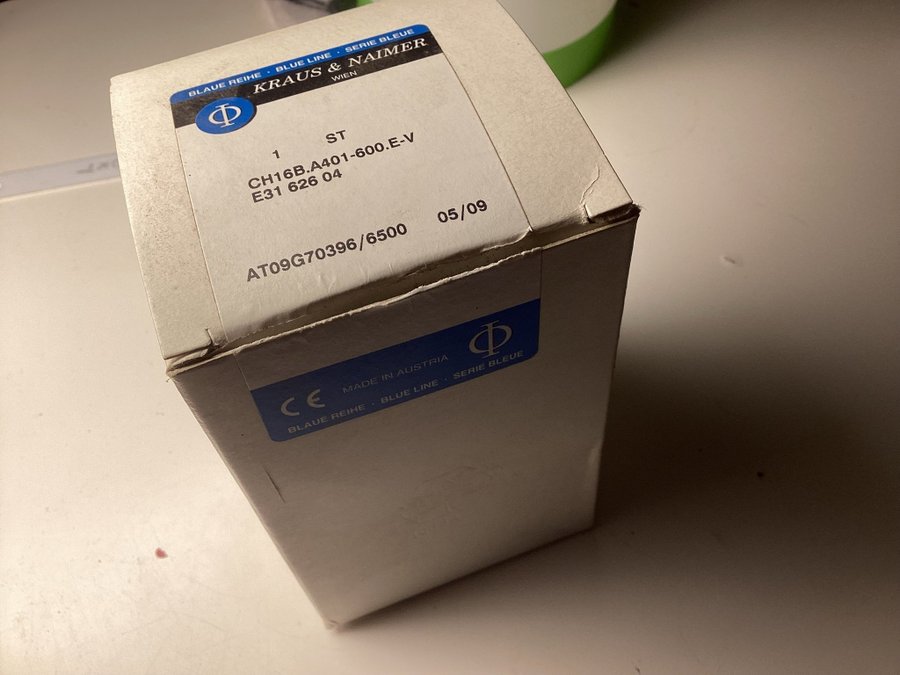 BLAUE REIHE · BLUE LINE · SERIE BLEUE
KRAUS & NAIMER
WIEN
1 ST
CH16B.A401-600.E-V
E31 626 04
AT09G70396/6500 05/09
CE MADE IN AUSTRIA
BLAUE REIHE · BLUE LINE · SERIE BLEUE